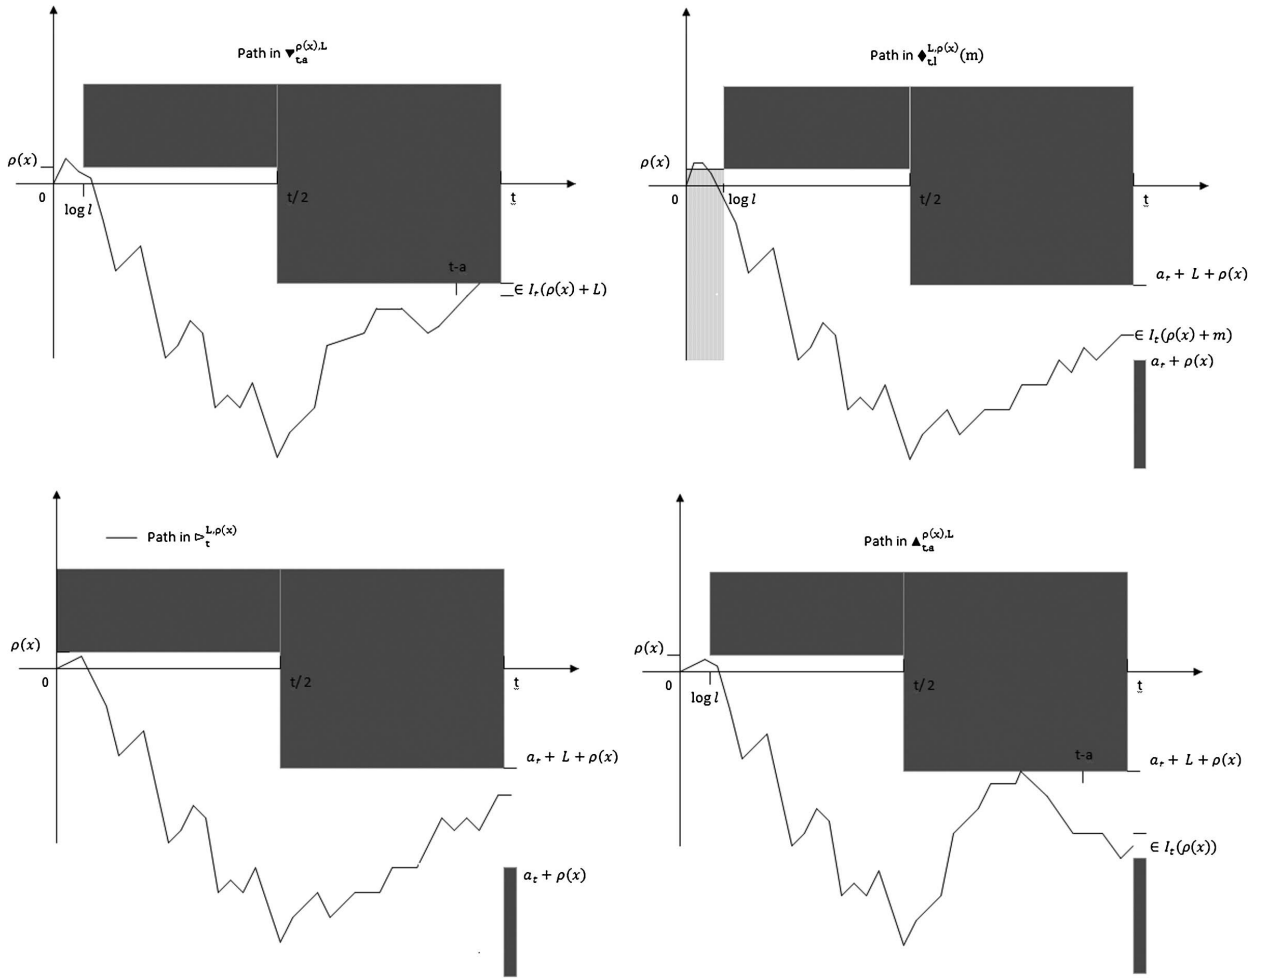 Path in ▼ρ(x),L t,a
ρ(x)
0
log l
t/2
t
t-a
∈ I_t(ρ(x) + L)
Path in ◆L,ρ(x) t,l (m)
ρ(x)
0
log l
t/2
t
a_t + L + ρ(x)
∈ I_t(ρ(x) + m)
a_t + ρ(x)
Path in ▷L,ρ(x) t
ρ(x)
0
t/2
t
a_t + L + ρ(x)
a_t + ρ(x)
Path in ▲ρ(x),L t,a
ρ(x)
0
log l
t/2
t
t-a
a_t + L + ρ(x)
∈ I_t(ρ(x))